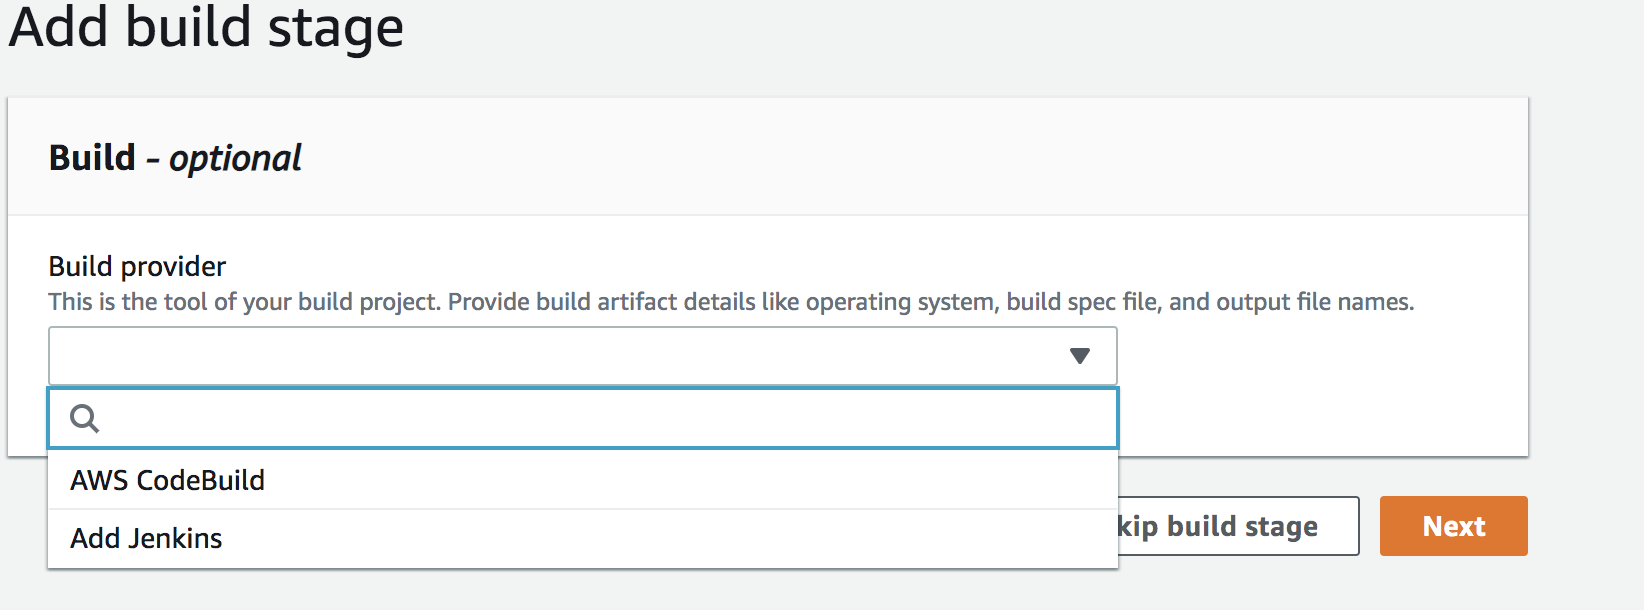 Add build stage
Build - optional
Build provider
This is the tool of your build project. Provide build artifact details like operating system, build spec file, and output file names.
AWS CodeBuild
Add Jenkins
kip build stage
Next